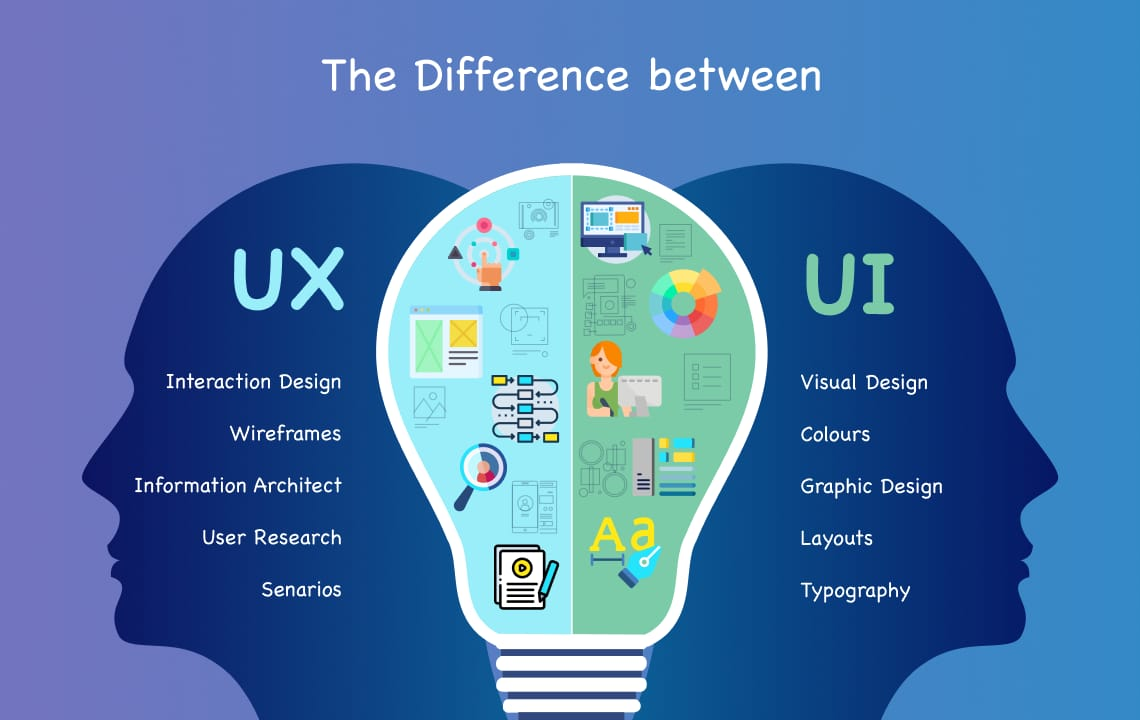 The Difference between
UX
Interaction Design
Wireframes
Information Architect
User Research
Senarios
UI
Visual Design
Colours
Graphic Design
Layouts
Typography
Aa